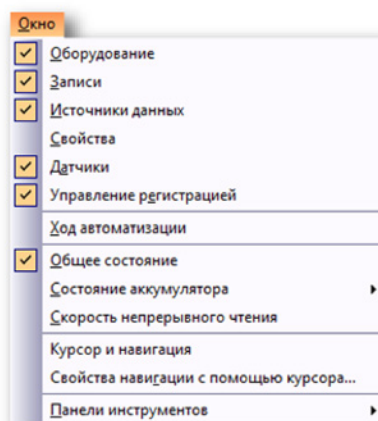 Окно
Оборудование
Записи
Источники данных
Свойства
Датчики
Управление регистрацией
Ход автоматизации
Общее состояние
Состояние аккумулятора
Скорость непрерывного чтения
Курсор и навигация
Свойства навигации с помощью курсора...
Панели инструментов